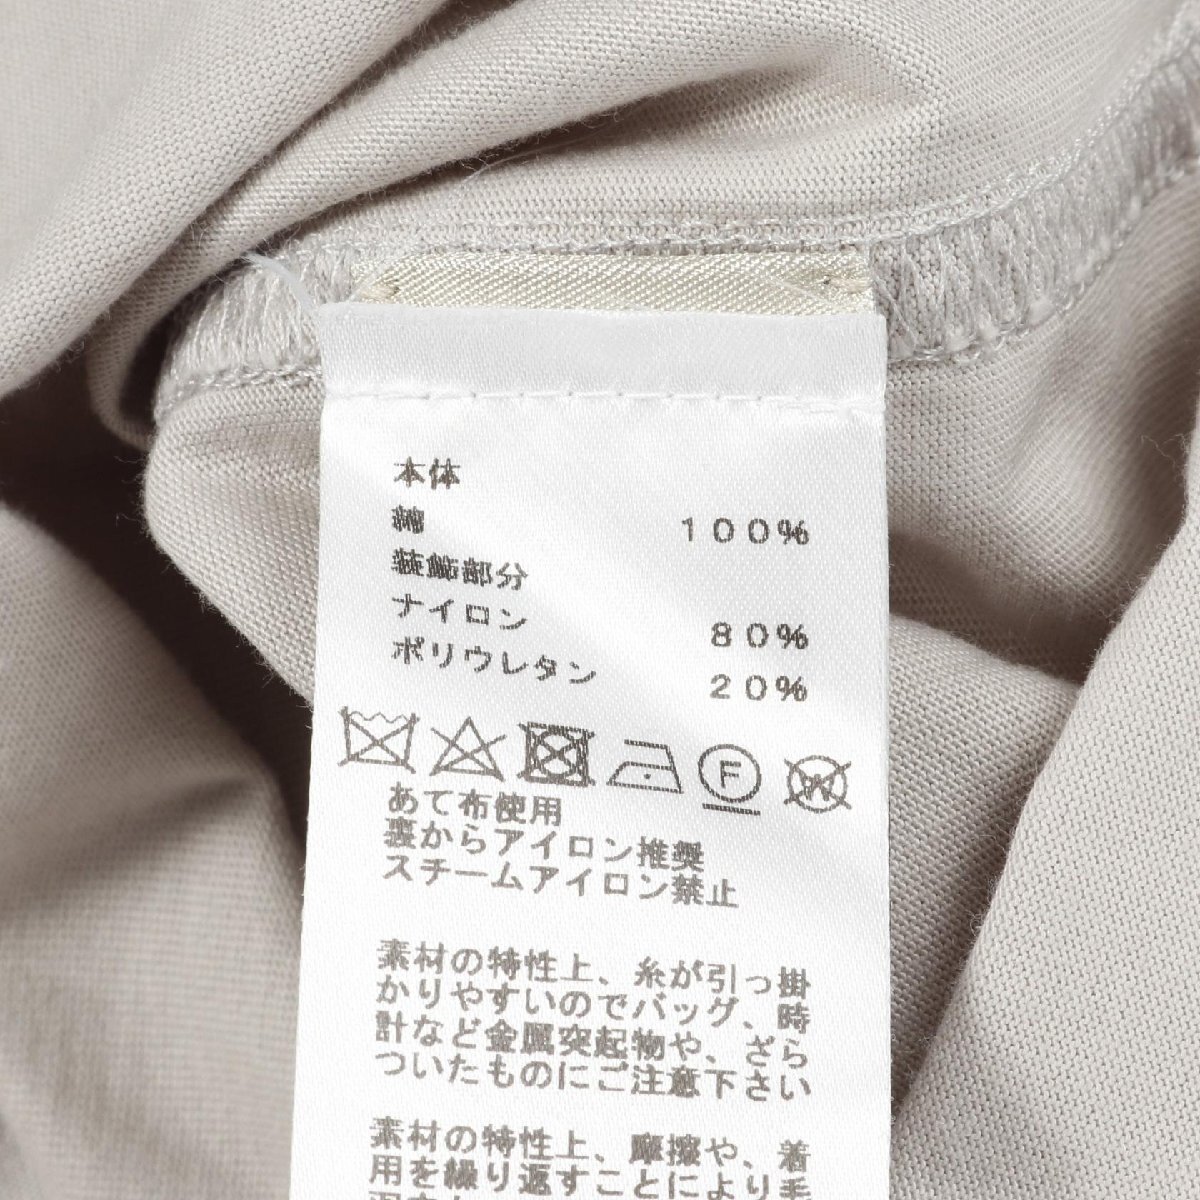 本体
綿 100%
装飾部分
ナイロン 80%
ポリウレタン 20%
F W
あて布使用
裏からアイロン推奨
スチームアイロン禁止
素材の特性上、糸が引っ掛
かりやすいのでバッグ、時
計など金属突起物や、ざら
ついたものにご注意下さい
素材の特性上、摩擦や、着
用を繰り返すことにより毛